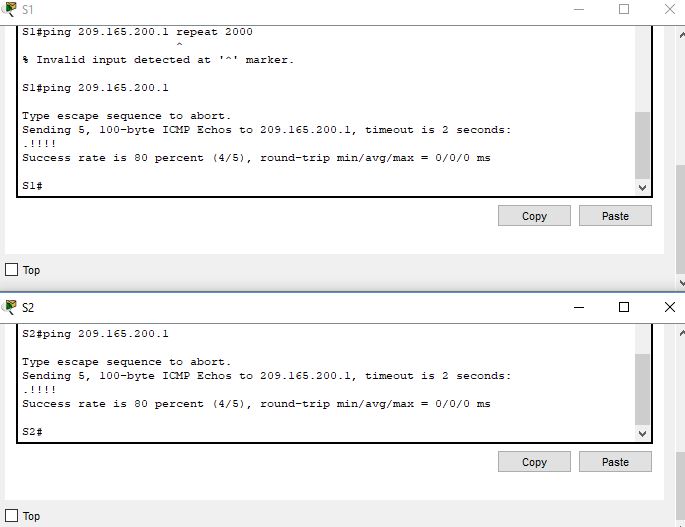 S1
S1#ping 209.165.200.1 repeat 2000
^
% Invalid input detected at '^' marker.
S1#ping 209.165.200.1
Type escape sequence to abort.
Sending 5, 100-byte ICMP Echos to 209.165.200.1, timeout is 2 seconds:
.!!!!
Success rate is 80 percent (4/5), round-trip min/avg/max = 0/0/0 ms
S1#
Copy Paste
Top
S2
S2#ping 209.165.200.1
Type escape sequence to abort.
Sending 5, 100-byte ICMP Echos to 209.165.200.1, timeout is 2 seconds:
.!!!!
Success rate is 80 percent (4/5), round-trip min/avg/max = 0/0/0 ms
S2#
Copy Paste
Top